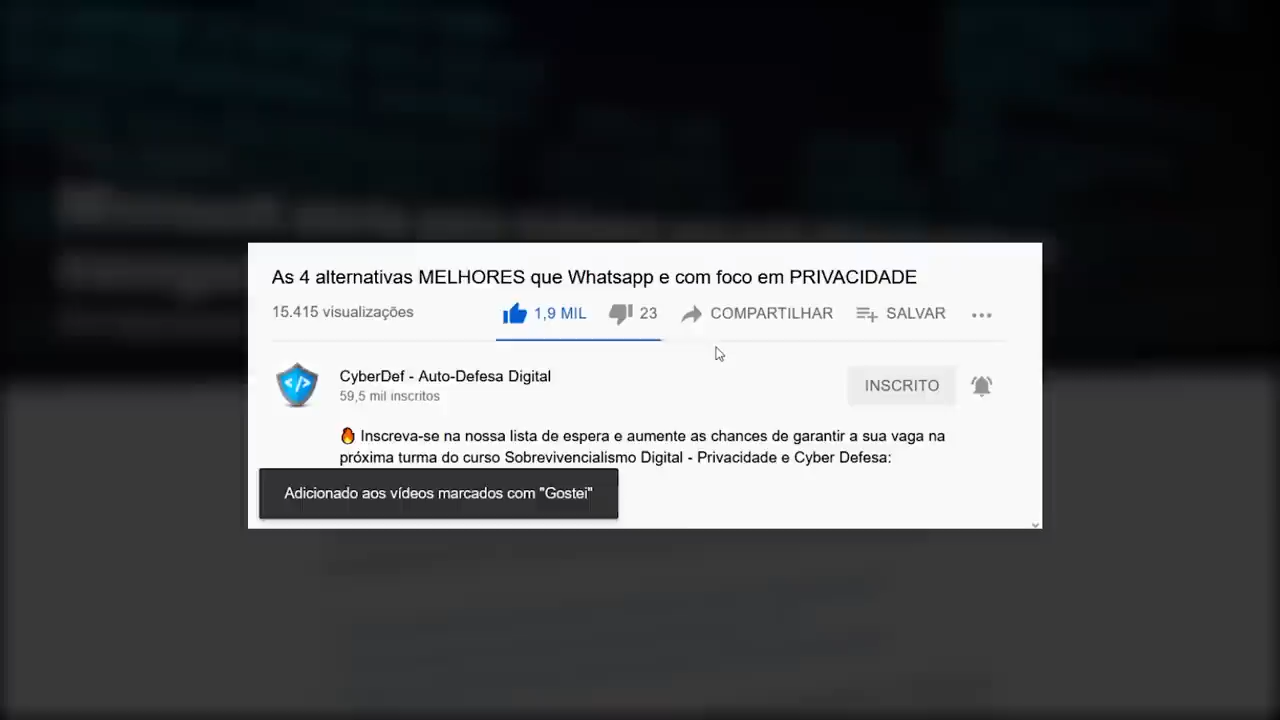 As 4 alternativas MELHORES que Whatsapp e com foco em PRIVACIDADE
15.415 visualizações 1,9 MIL 23 COMPARTILHAR SALVAR
CyberDef - Auto-Defesa Digital
59,5 mil inscritos
INSCRITO
🔥 Inscreva-se na nossa lista de espera e aumente as chances de garantir a sua vaga na
próxima turma do curso Sobrevivencialismo Digital - Privacidade e Cyber Defesa:
Adicionado aos vídeos marcados com "Gostei"